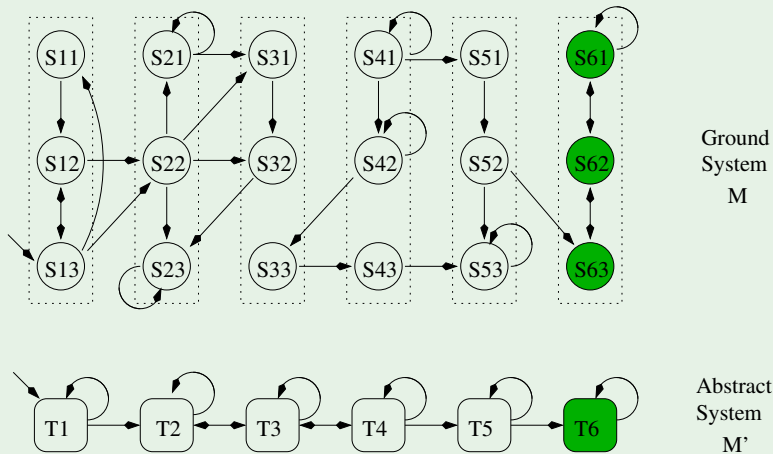 S11 S21 S31 S41 S51 S61
S12 S22 S32 S42 S52 S62
S13 S23 S33 S43 S53 S63
Ground
System
M
T1 T2 T3 T4 T5 T6
Abstract
System
M'